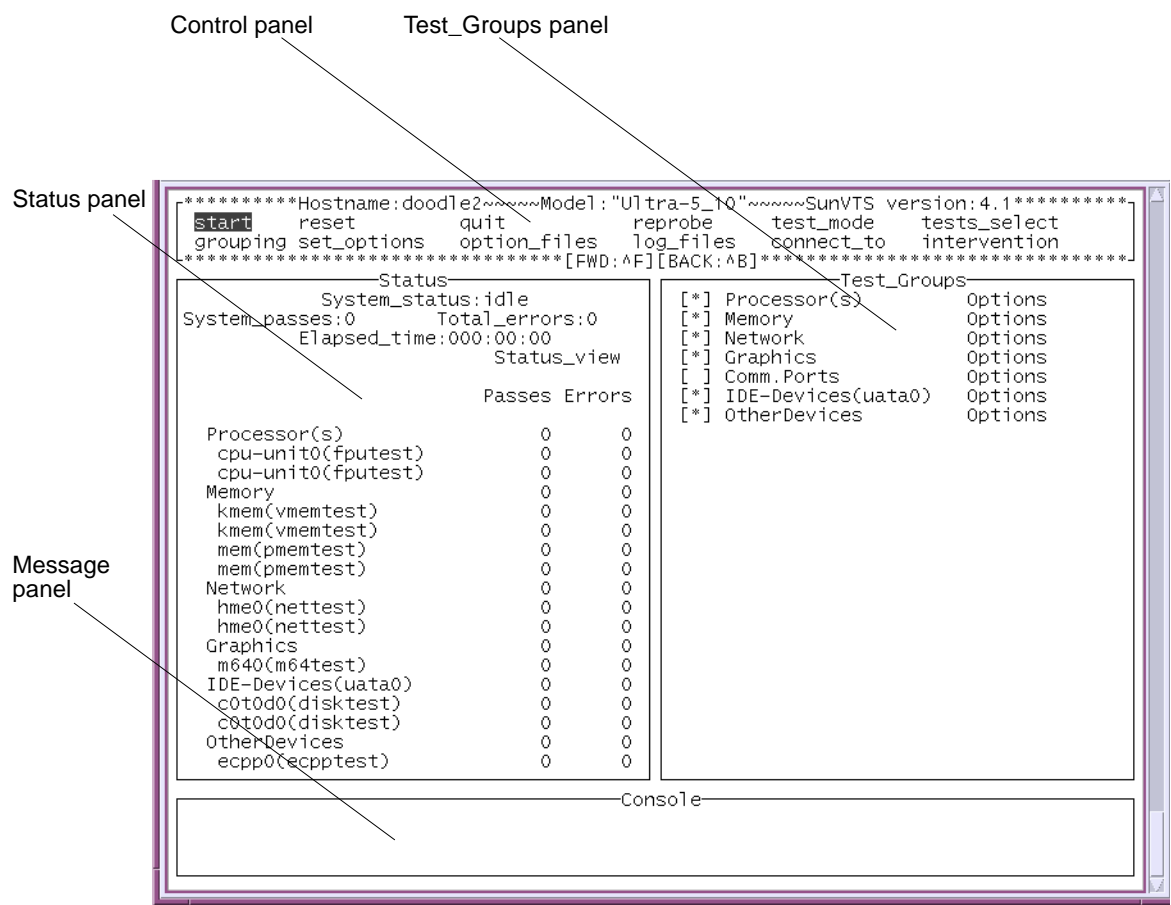 Control panel
Test_Groups panel
Status panel
Message
panel
**********Hostname:doodle2~~~~~Model:"Ultra-5_10"~~~~~SunVTS version:4.1**********
start reset quit reprobe test_mode tests_select
grouping set_options option_files log_files connect_to intervention
***********************************[FWD:^F][BACK:^B]***********************************
Status
System_status:idle
System_passes:0 Total_errors:0
Elapsed_time:000:00:00
Status_view
Passes Errors
Processor(s) 0 0
cpu-unit0(fputest) 0 0
cpu-unit0(fputest) 0 0
Memory 0 0
kmem(vmemtest) 0 0
kmem(vmemtest) 0 0
mem(pmemtest) 0 0
mem(pmemtest) 0 0
Network 0 0
hme0(nettest) 0 0
hme0(nettest) 0 0
Graphics 0 0
m640(m64test) 0 0
IDE-Devices(uata0) 0 0
c0t0d0(disktest) 0 0
c0t0d0(disktest) 0 0
OtherDevices 0 0
ecpp0(ecpptest) 0 0
Test_Groups
[*] Processor(s) Options
[*] Memory Options
[*] Network Options
[*] Graphics Options
[ ] Comm.Ports Options
[*] IDE-Devices(uata0) Options
[*] OtherDevices Options
Console